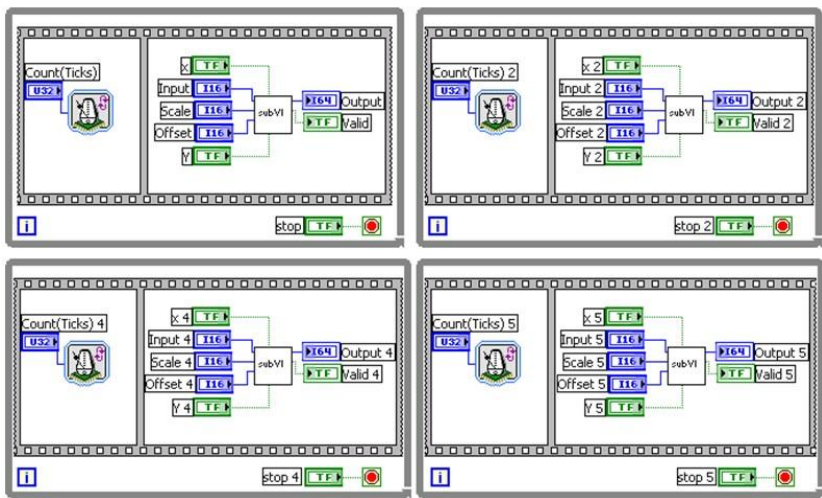 x
TF
Count(Ticks)
U32
Input
I16
Scale
I16
Offset
I16
Y
TF
subVI
I64
Output
TF
Valid
i
stop
TF
x 2
TF
Count(Ticks) 2
U32
Input 2
I16
Scale 2
I16
Offset 2
I16
Y 2
TF
subVI
I64
Output 2
TF
Valid 2
i
stop 2
TF
x 4
TF
Count(Ticks) 4
U32
Input 4
I16
Scale 4
I16
Offset 4
I16
Y 4
TF
subVI
I64
Output 4
TF
Valid 4
i
stop 4
TF
x 5
TF
Count(Ticks) 5
U32
Input 5
I16
Scale 5
I16
Offset 5
I16
Y 5
TF
subVI
I64
Output 5
TF
Valid 5
i
stop 5
TF